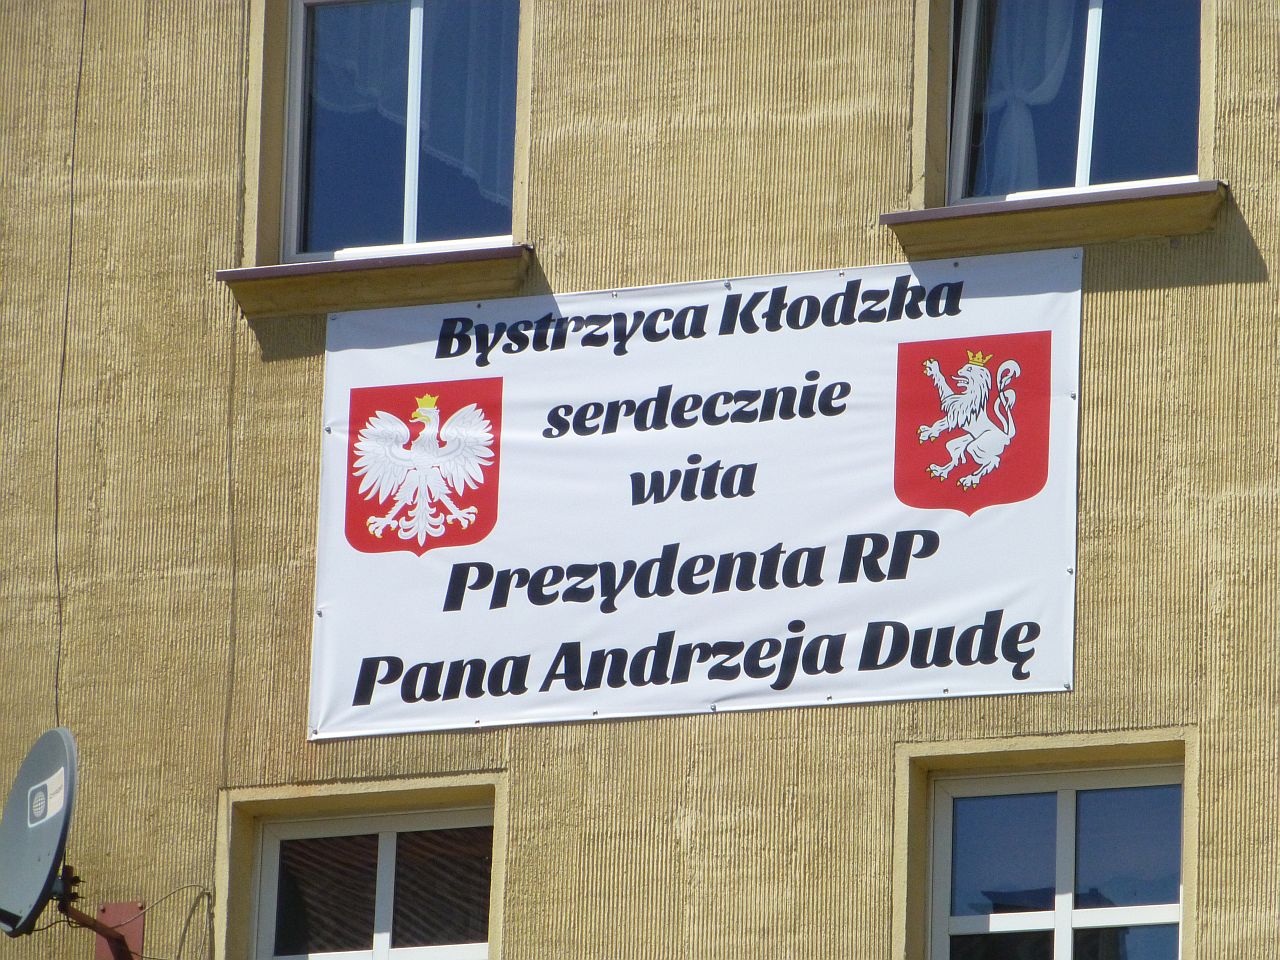 Bystrzyca Kłodzka
serdecznie
wita
Prezydenta RP
Pana Andrzeja Dudę